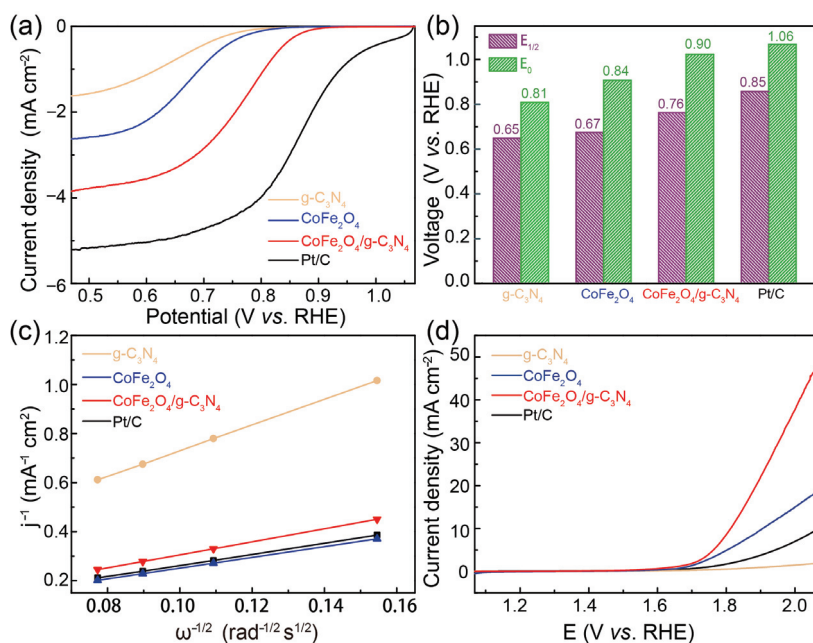 (a)
Current density (mA cm⁻²)
0
−2
−4
−6
g-C₃N₄
CoFe₂O₄
CoFe₂O₄/g-C₃N₄
Pt/C
0.5 0.6 0.7 0.8 0.9 1.0
Potential (V vs. RHE)
(b)
Voltage (V vs. RHE)
1.0
0.8
0.6
0.4
0.2
0.0
E₁/₂
E₀
0.65 0.81 0.67 0.84 0.76 0.90 0.85 1.06
g-C₃N₄ CoFe₂O₄ CoFe₂O₄/g-C₃N₄ Pt/C
(c)
j⁻¹ (mA⁻¹ cm²)
1.2
1.0
0.8
0.6
0.4
0.2
g-C₃N₄
CoFe₂O₄
CoFe₂O₄/g-C₃N₄
Pt/C
0.08 0.10 0.12 0.14 0.16
ω⁻¹/² (rad⁻¹/² s¹/²)
(d)
Current density (mA cm⁻²)
50
40
30
20
10
0
g-C₃N₄
CoFe₂O₄
CoFe₂O₄/g-C₃N₄
Pt/C
1.2 1.4 1.6 1.8 2.0
E (V vs. RHE)